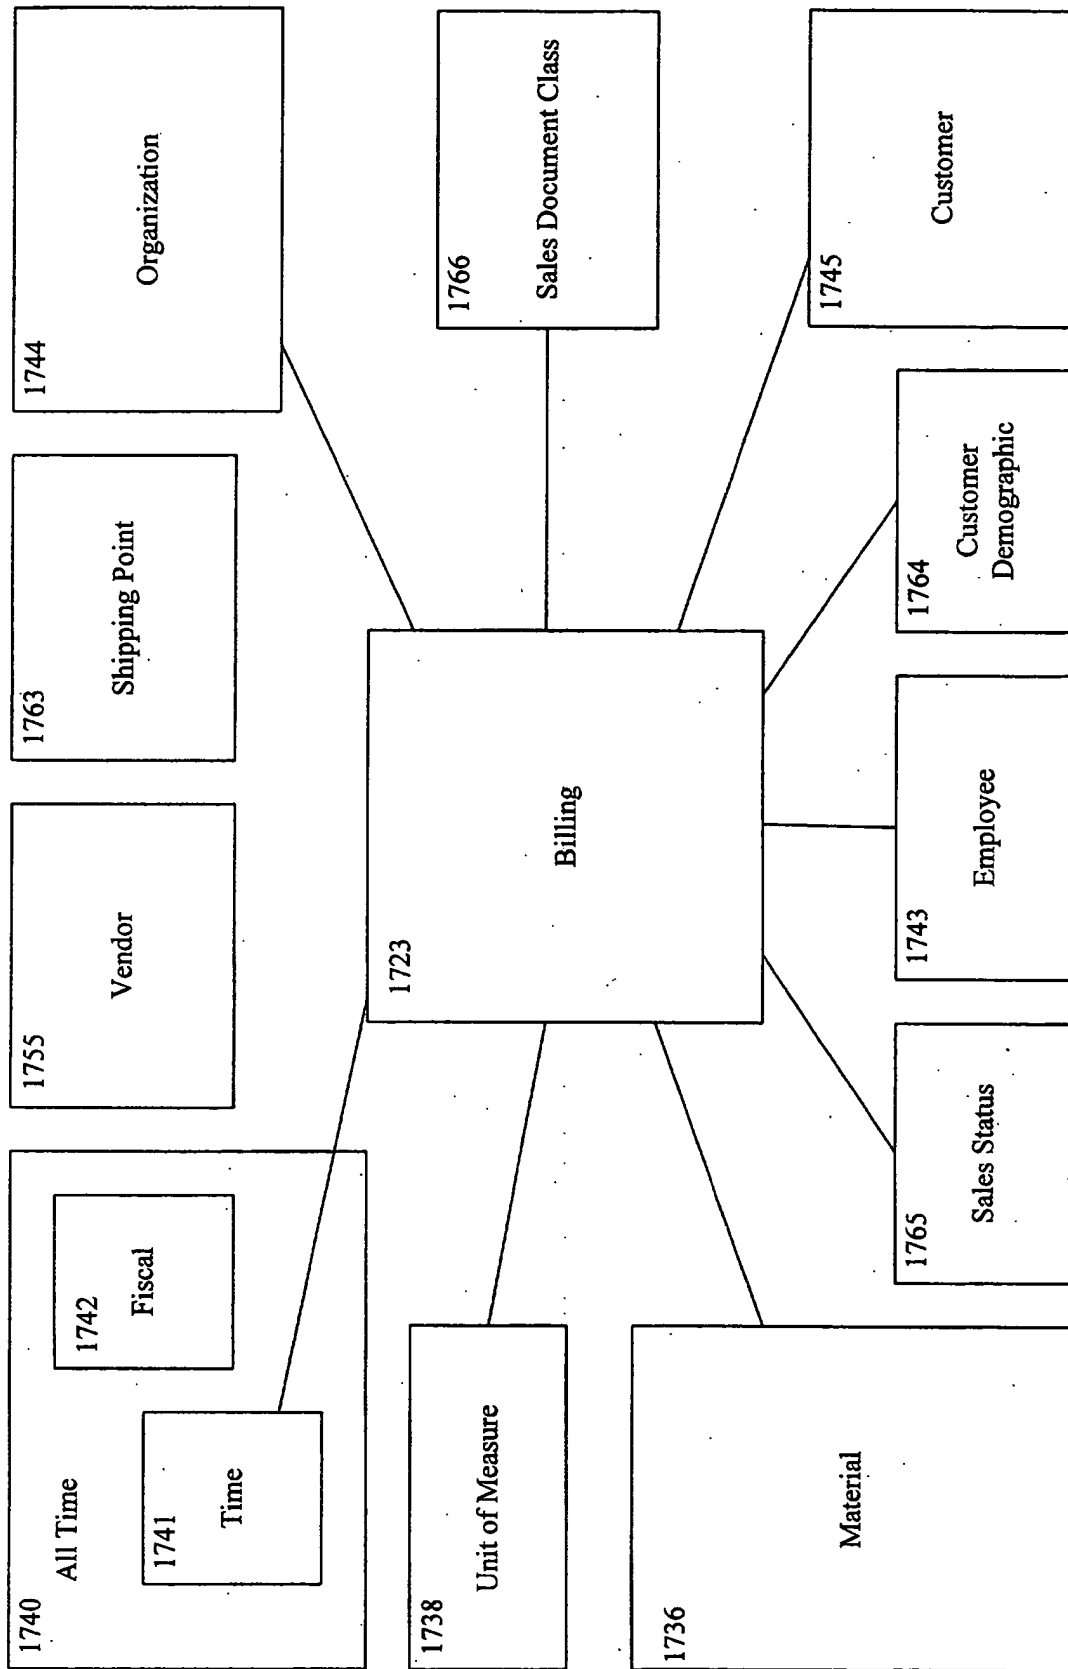 1740
All Time
1741
Time
1742
Fiscal
1755
Vendor
1763
Shipping Point
1744
Organization
1738
Unit of Measure
1723
Billing
1766
Sales Document Class
1736
Material
1765
Sales Status
1743
Employee
1764
Customer
Demographic
1745
Customer